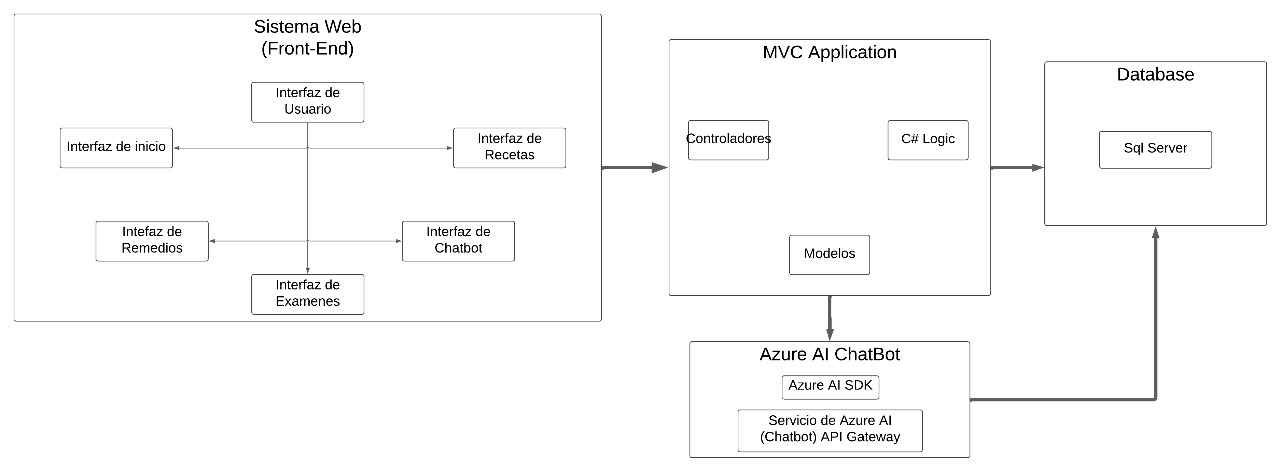 Sistema Web
(Front-End)
Interfaz de
Usuario
Interfaz de inicio
Interfaz de
Recetas
Intefaz de
Remedios
Interfaz de
Chatbot
Interfaz de
Examenes
MVC Application
Controladores
C# Logic
Modelos
Database
Sql Server
Azure AI ChatBot
Azure AI SDK
Servicio de Azure AI
(Chatbot) API Gateway